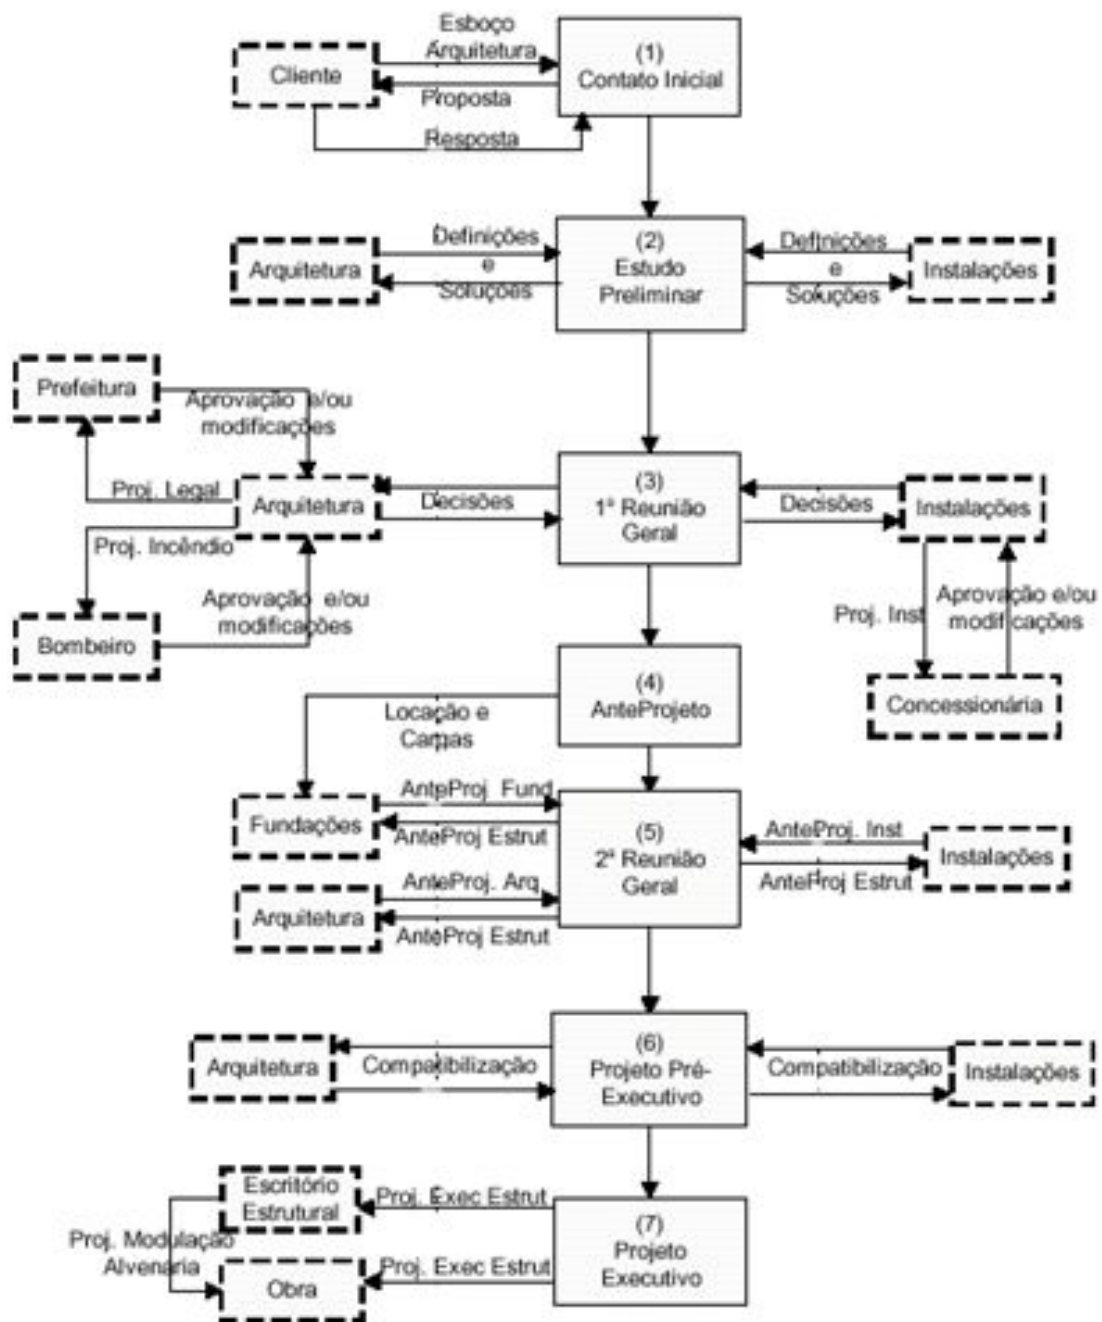 Esboço
Arquitetura
(1)
Contato Inicial
Cliente
Proposta
Resposta
Definições
e
Soluções
(2)
Estudo
Preliminar
Definições
e
Soluções
Arquitetura
Instalações
Prefeitura
Aprovação e/ou
modificações
Proj. Legal
Arquitetura
Decisões
(3)
1ª Reunião
Geral
Decisões
Instalações
Proj. Incêndio
Aprovação e/ou
modificações
Bombeiro
Proj. Inst
Aprovação e/ou
modificações
Concessionária
(4)
AnteProjeto
Locação e
Cargas
AnteProj Fund
Fundações
AnteProj Estrut
(5)
2ª Reunião
Geral
AnteProj. Inst
Instalações
AnteProj Estrut
AnteProj. Arq
Arquitetura
AnteProj Estrut
(6)
Projeto Pré-
Executivo
Arquitetura
Compatibilização
Compatibilização
Instalações
Escritório
Estrutural
Proj. Exec Estrut
(7)
Projeto
Executivo
Proj. Modulação
Alvenaria
Obra
Proj. Exec Estrut